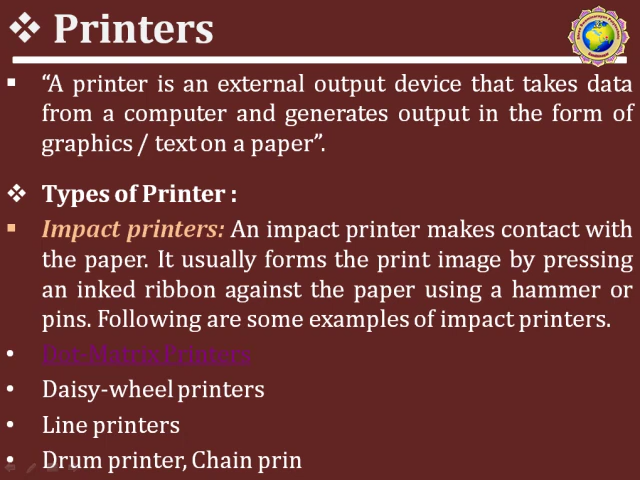 ❖ Printers
▪ “A printer is an external output device that takes data
from a computer and generates output in the form of
graphics / text on a paper”.
❖ Types of Printer :
▪ Impact printers: An impact printer makes contact with
the paper. It usually forms the print image by pressing
an inked ribbon against the paper using a hammer or
pins. Following are some examples of impact printers.
• Dot-Matrix Printers
• Daisy-wheel printers
• Line printers
• Drum printer, Chain prin